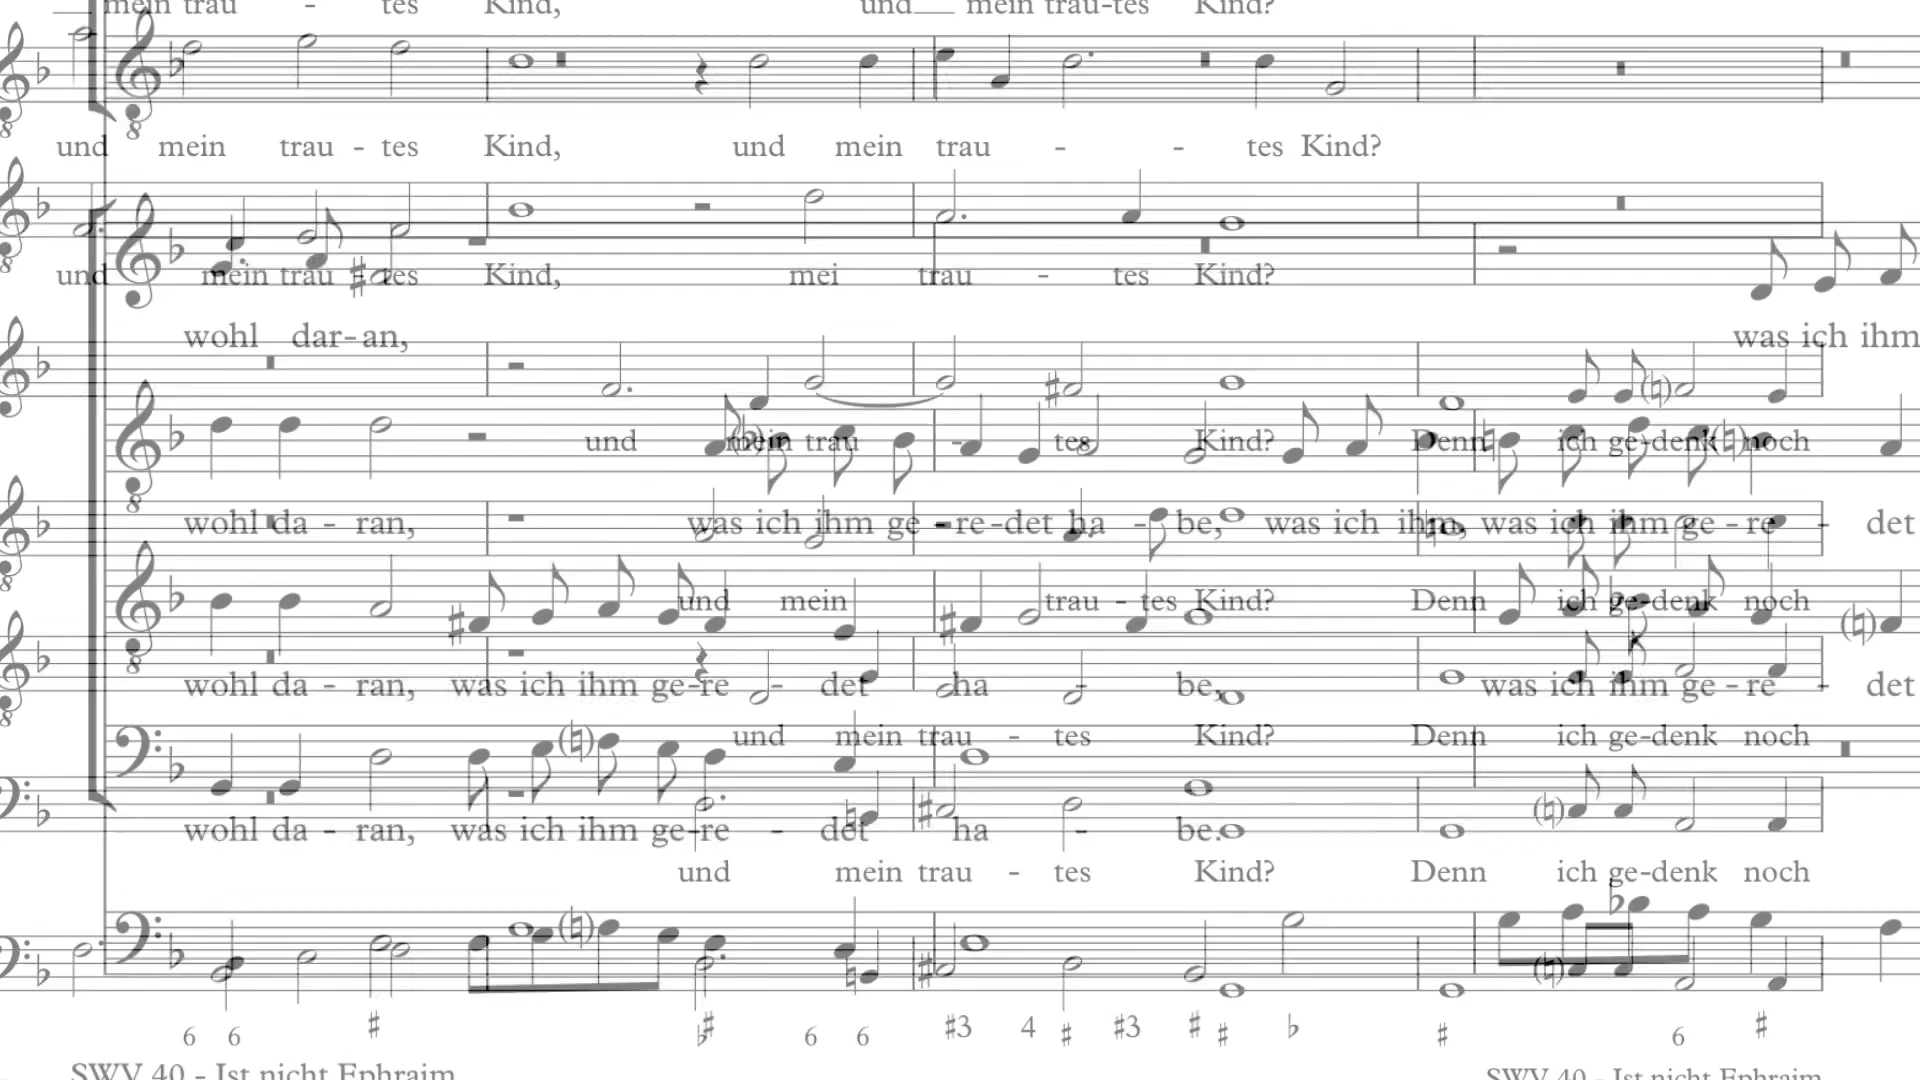 mein trau - tes Kind, und mein trau-tes Kind?
und mein trau - tes Kind, und mein trau - - tes Kind?
und mein trau - tes Kind, mei trau - tes Kind?
wohl dar-an, was ich ihm
und mein trau - tes Kind? Denn ich ge-denk noch
wohl da - ran, was ich ihm ge - re - det ha - be, was ich ihm, was ich ihm ge - re - det
und mein trau - tes Kind? Denn ich ge-denk noch
wohl da - ran, was ich ihm ge-re - det ha - be, was ich ihm ge - re - det
und mein trau - tes Kind? Denn ich ge-denk noch
wohl da - ran, was ich ihm ge-re - det ha - be.
und mein trau - tes Kind? Denn ich ge-denk noch
6 6 ♯ ♭ ♯ 6 6 ♯3 4 ♯ ♯3 ♯ ♯ ♭ ♯ 6 ♯
SWV 40 - Ist nicht Ephraim SWV 40 - Ist nicht Ephraim